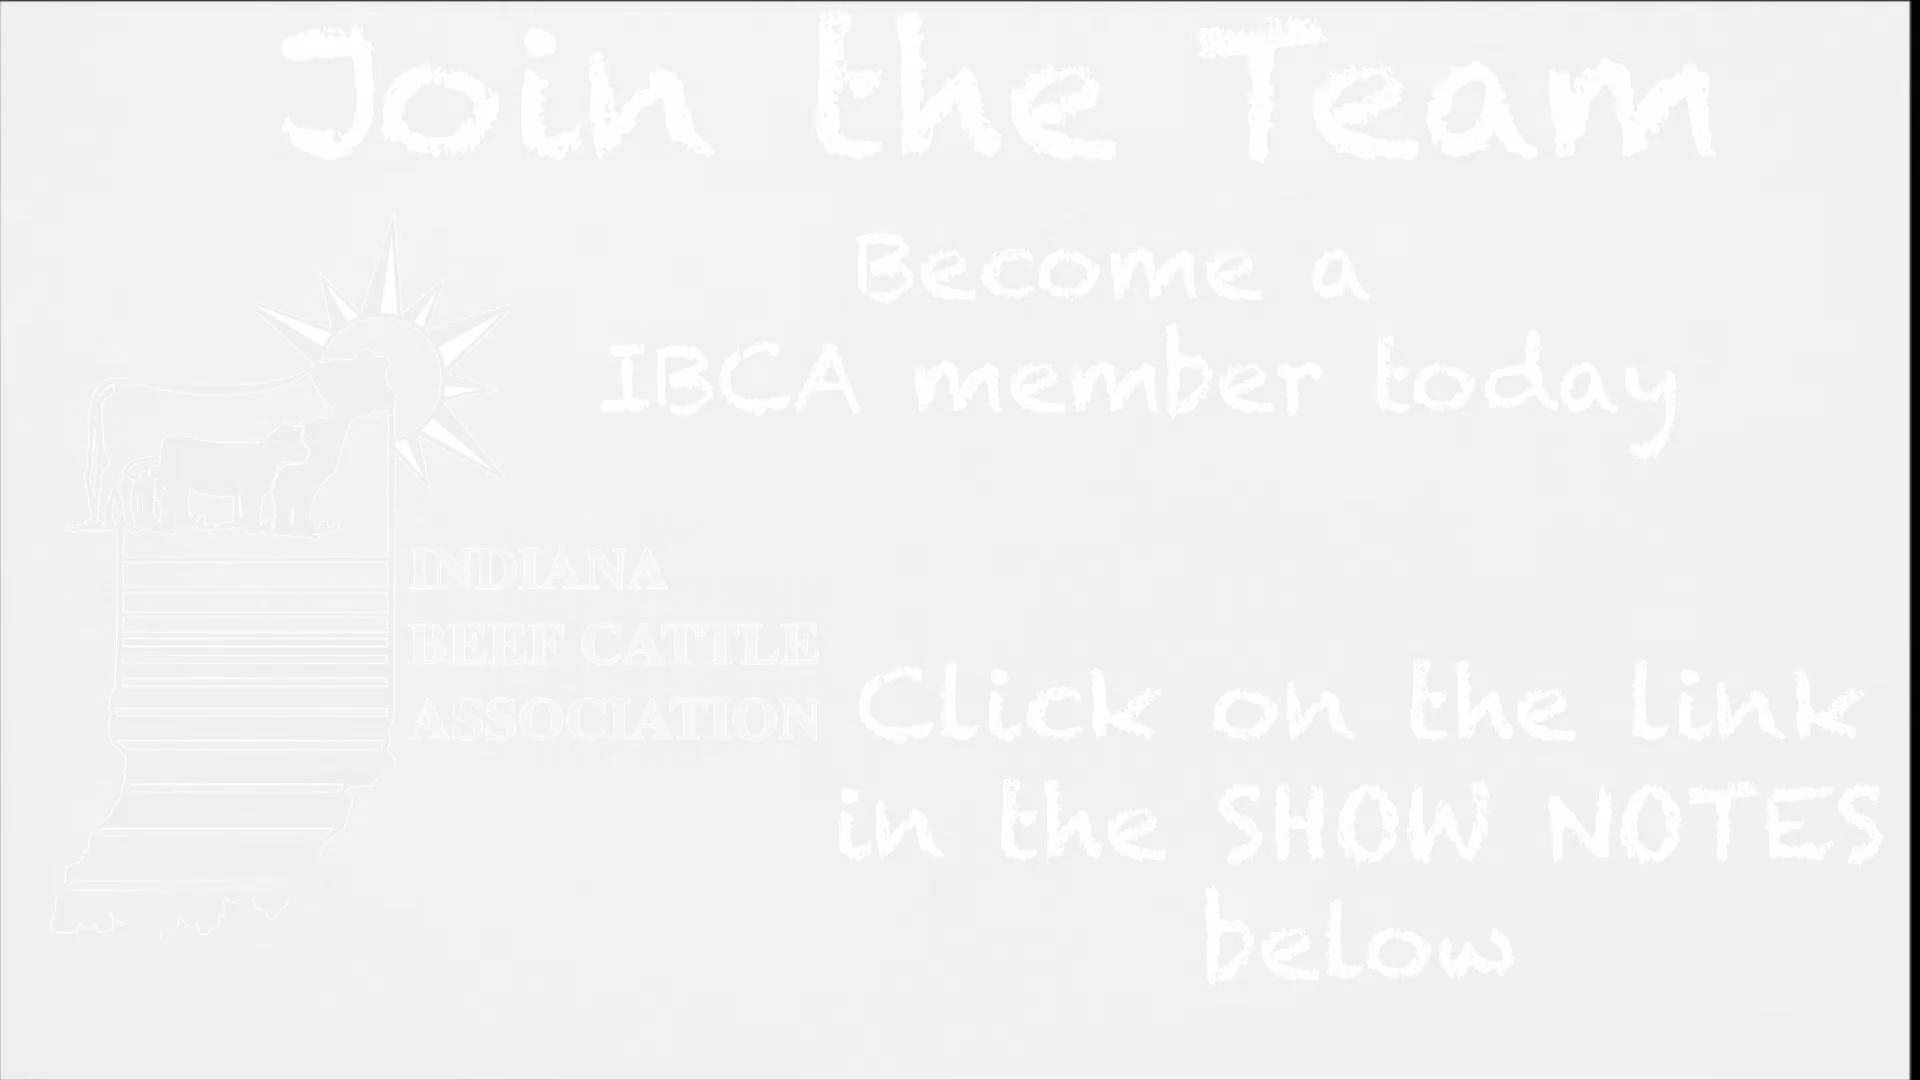 Join the Team
Become a
IBCA member today
INDIANA
BEEF CATTLE
ASSOCIATION
Click on the link
in the SHOW NOTES
below